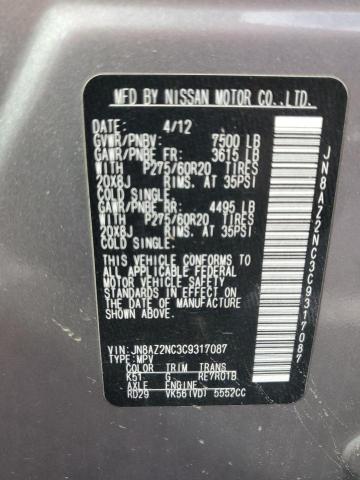 MFD BY NISSAN MOTOR CO.,LTD.
DATE: 4/12
GVWR/PNBV: 7500 LB
GAWR/PNBE FR: 3615 LB
WITH P275/60R20 TIRES
20X8J RIMS. AT 35PSI
COLD SINGLE
GAWR/PNBE RR: 4495 LB
WITH P275/60R20 TIRES
20X8J RIMS. AT 35PSI
COLD SINGLE
THIS VEHICLE CONFORMS TO
ALL APPLICABLE FEDERAL
MOTOR VEHICLE SAFETY
STANDARDS IN EFFECT ON
THE DATE OF MANUFACTURE
SHOWN ABOVE.
VIN: JN8AZ2NC3C9317087
TYPE: MPV
COLOR TRIM TRANS
K51 G RE7R01B
AXLE ENGINE
RD29 VK56(VD) 5552CC
JN8AZ2NC3C9317087